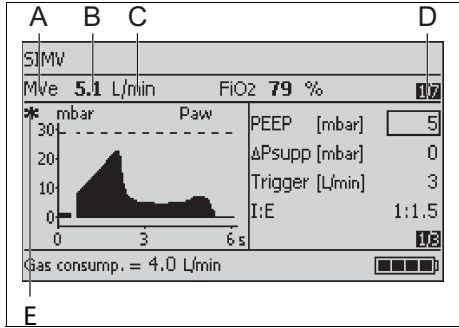 A B C D
SIMV
MVe 5.1 L/min FiO2 79 % 1/7
* mbar Paw
30
20
10
0
0 3 6 s
PEEP [mbar] 5
ΔPsupp [mbar] 0
Trigger [L/min] 3
I:E 1:1.5
1/3
Gas consump. = 4.0 L/min
E